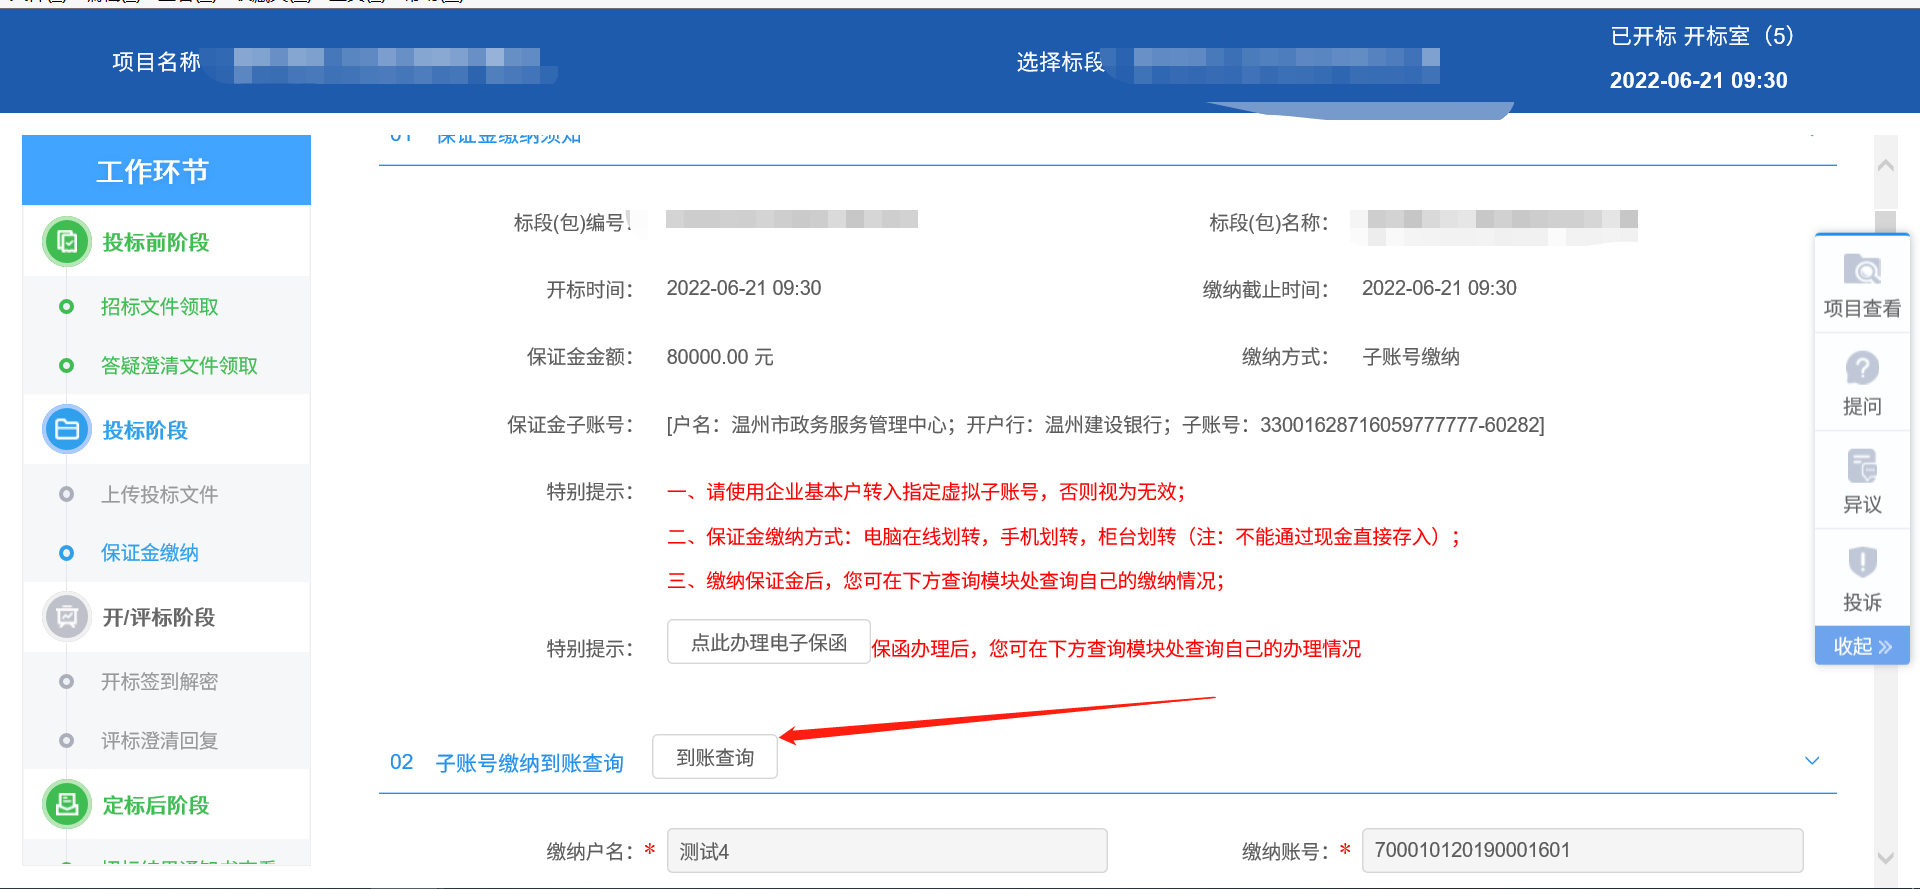 项目名称
选择标段
已开标 开标室（5）
2022-06-21 09:30
工作环节
投标前阶段
招标文件领取
答疑澄清文件领取
投标阶段
上传投标文件
保证金缴纳
开/评标阶段
开标签到解密
评标澄清回复
定标后阶段
01 保证金缴纳须知
标段(包)编号
标段(包)名称：
开标时间： 2022-06-21 09:30
缴纳截止时间： 2022-06-21 09:30
保证金金额： 80000.00 元
缴纳方式： 子账号缴纳
保证金子账号： [户名：温州市政务服务管理中心；开户行：温州建设银行；子账号：33001628716059777777-60282]
特别提示： 一、请使用企业基本户转入指定虚拟子账号，否则视为无效；
二、保证金缴纳方式：电脑在线划转，手机划转，柜台划转（注：不能通过现金直接存入）；
三、缴纳保证金后，您可在下方查询模块处查询自己的缴纳情况；
特别提示： 点此办理电子保函 保函办理后，您可在下方查询模块处查询自己的办理情况
02 子账号缴纳到账查询 到账查询
缴纳户名：* 测试4
缴纳账号：* 700010120190001601
项目查看
提问
异议
投诉
收起